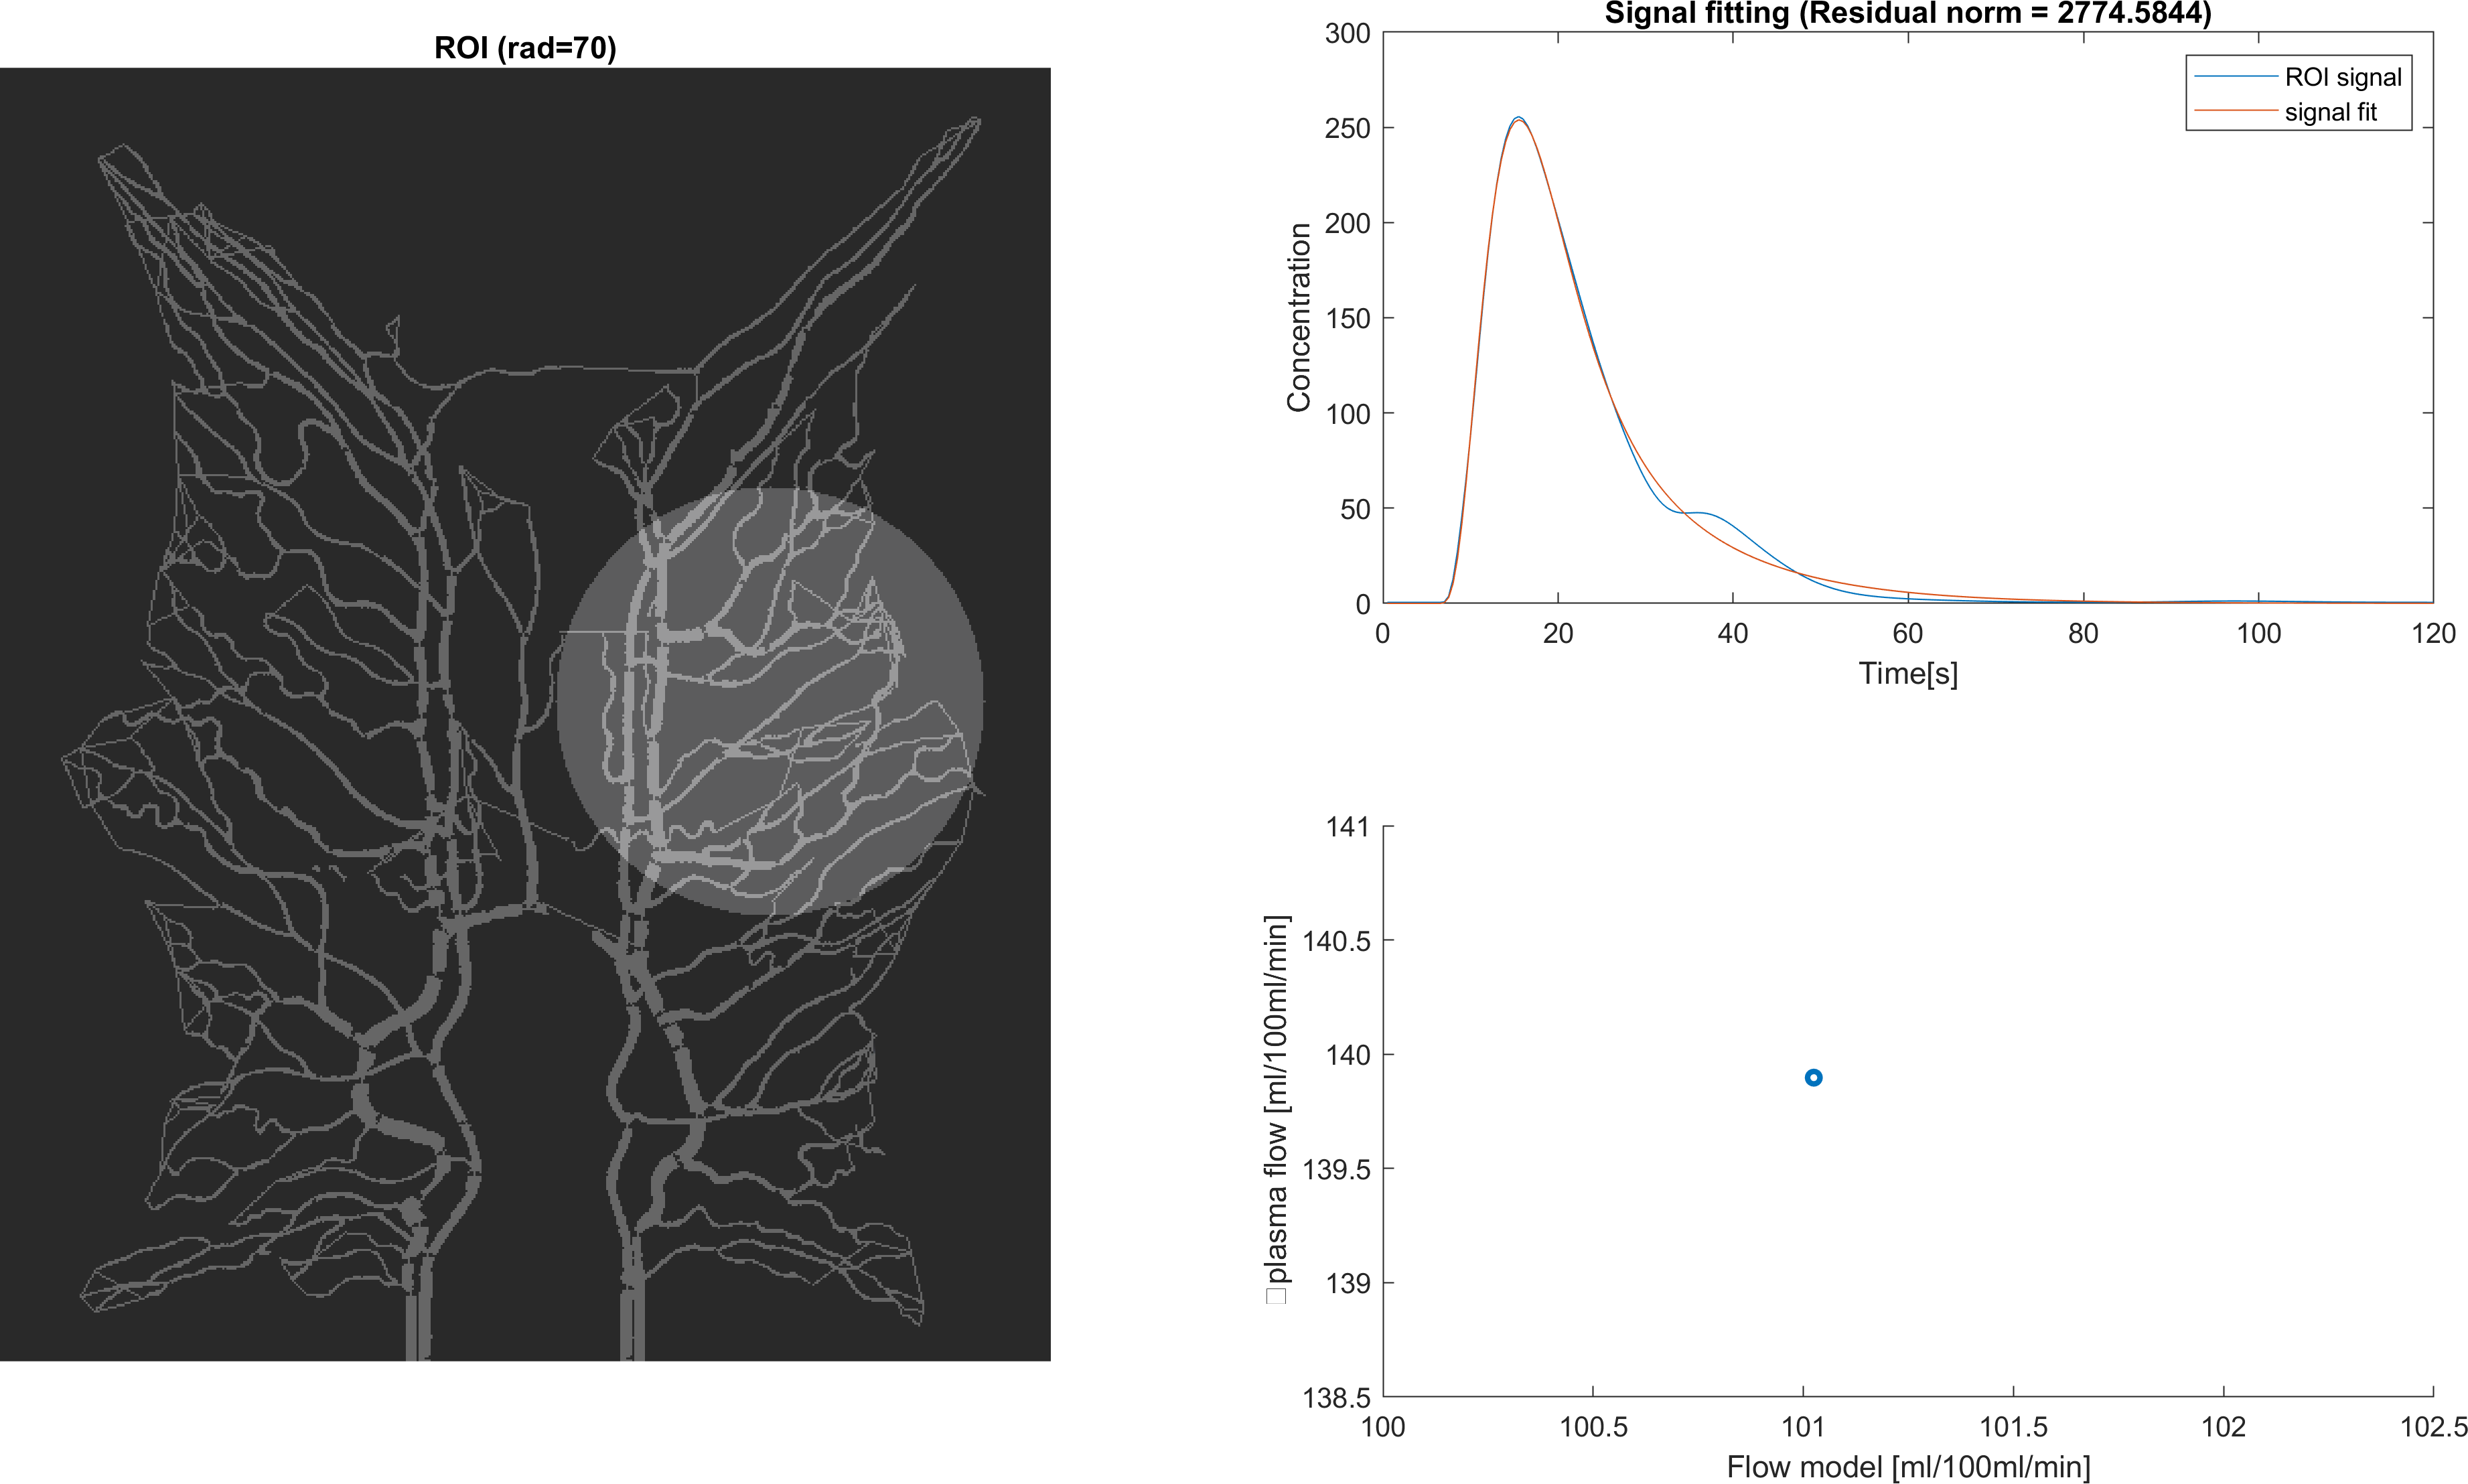 ROI (rad=70)
Signal fitting (Residual norm = 2774.5844)
300
250
200
150
100
50
0
Concentration
ROI signal
signal fit
0 20 40 60 80 100 120
Time[s]
141
140.5
140
139.5
139
138.5
□plasma flow [ml/100ml/min]
100 100.5 101 101.5 102 102.5
Flow model [ml/100ml/min]